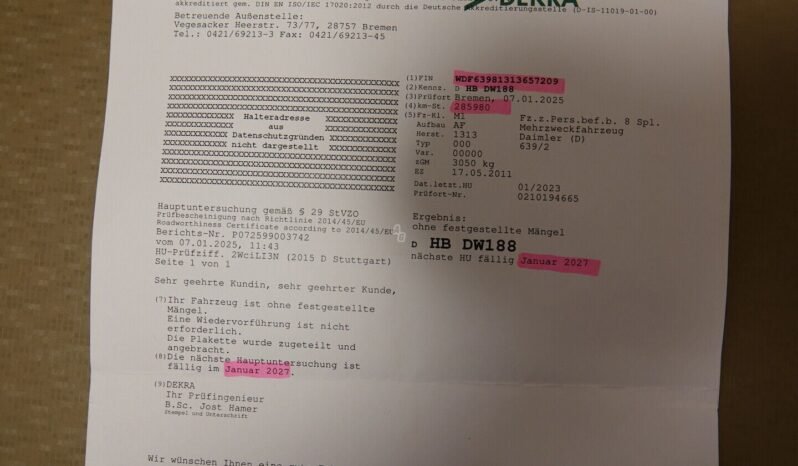 DEKRA
akkreditiert gem. DIN EN ISO/IEC 17020:2012 durch die Deutsche Akkreditierungsstelle (D-IS-11019-01-00)
Betreuende Außenstelle:
Vegesacker Heerstr. 73/77, 28757 Bremen
Tel.: 0421/69213-3 Fax: 0421/69213-45
Halteradresse
aus
Datenschutzgründen
nicht dargestellt
(1) FIN WDF63981313657209
(2) Kennz. D HB DW188
(3) Prüfort Bremen, 07.01.2025
(4) km-St. 285980
(5) Fz-Kl. M1 Fz.z.Pers.bef.b. 8 Spl.
Aufbau AF Mehrzweckfahrzeug
Herst. 1313 Daimler (D)
Typ 000 639/2
Var. 00000
zGM 3050 kg
EZ 17.05.2011
Dat.letzt.HU 01/2023
Prüfort-Nr. 0210194665
Hauptuntersuchung gemäß § 29 StVZO
Prüfbescheinigung nach Richtlinie 2014/45/EU
Roadworthiness Certificate according to 2014/45/EU
Berichts-Nr. P072599003742
vom 07.01.2025, 11:43
HU-Prüfziff. 2WciLI3N (2015 D Stuttgart)
Seite 1 von 1
Ergebnis:
ohne festgestellte Mängel
D HB DW188
nächste HU fällig Januar 2027
Sehr geehrte Kundin, sehr geehrter Kunde,
(7) Ihr Fahrzeug ist ohne festgestellte
Mängel.
Eine Wiedervorführung ist nicht
erforderlich.
Die Plakette wurde zugeteilt und
angebracht.
(8) Die nächste Hauptuntersuchung ist
fällig im Januar 2027.
(9) DEKRA
Ihr Prüfingenieur
B.Sc. Jost Hamer
Stempel und Unterschrift
Wir wünschen Ihnen eine